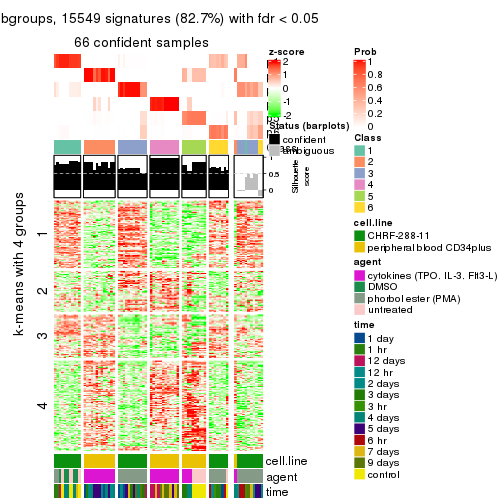 bgroups, 15549 signatures (82.7%) with fdr < 0.05
66 confident samples
z-score
2
1
0
-1
-2
Status (barplots)
confident
ambiguous
1
0.5
0
Silhouette
score
k-means with 4 groups
1
2
3
4
cell.line
agent
time
Prob
1
0.8
0.6
0.4
0.2
0
Class
1
2
3
4
5
6
cell.line
CHRF-288-11
peripheral blood CD34plus
agent
cytokines (TPO. IL-3. Flt3-L)
DMSO
phorbol ester (PMA)
untreated
time
1 day
1 hr
12 days
12 hr
2 days
3 days
3 hr
4 days
5 days
6 hr
7 days
9 days
control